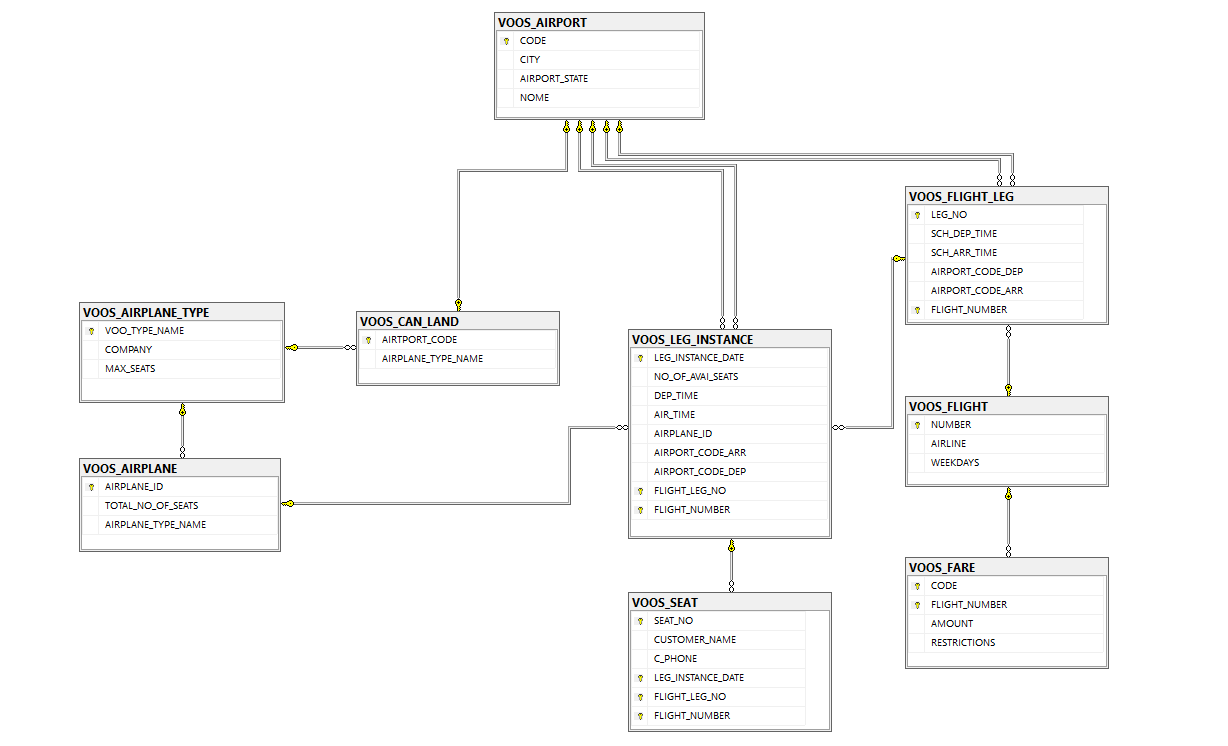 VOOS_AIRPORT
CODE
CITY
AIRPORT_STATE
NOME
VOOS_FLIGHT_LEG
LEG_NO
SCH_DEP_TIME
SCH_ARR_TIME
AIRPORT_CODE_DEP
AIRPORT_CODE_ARR
FLIGHT_NUMBER
VOOS_AIRPLANE_TYPE
VOO_TYPE_NAME
COMPANY
MAX_SEATS
VOOS_CAN_LAND
AIRTPORT_CODE
AIRPLANE_TYPE_NAME
VOOS_LEG_INSTANCE
LEG_INSTANCE_DATE
NO_OF_AVAI_SEATS
DEP_TIME
AIR_TIME
AIRPLANE_ID
AIRPORT_CODE_ARR
AIRPORT_CODE_DEP
FLIGHT_LEG_NO
FLIGHT_NUMBER
VOOS_FLIGHT
NUMBER
AIRLINE
WEEKDAYS
VOOS_AIRPLANE
AIRPLANE_ID
TOTAL_NO_OF_SEATS
AIRPLANE_TYPE_NAME
VOOS_FARE
CODE
FLIGHT_NUMBER
AMOUNT
RESTRICTIONS
VOOS_SEAT
SEAT_NO
CUSTOMER_NAME
C_PHONE
LEG_INSTANCE_DATE
FLIGHT_LEG_NO
FLIGHT_NUMBER